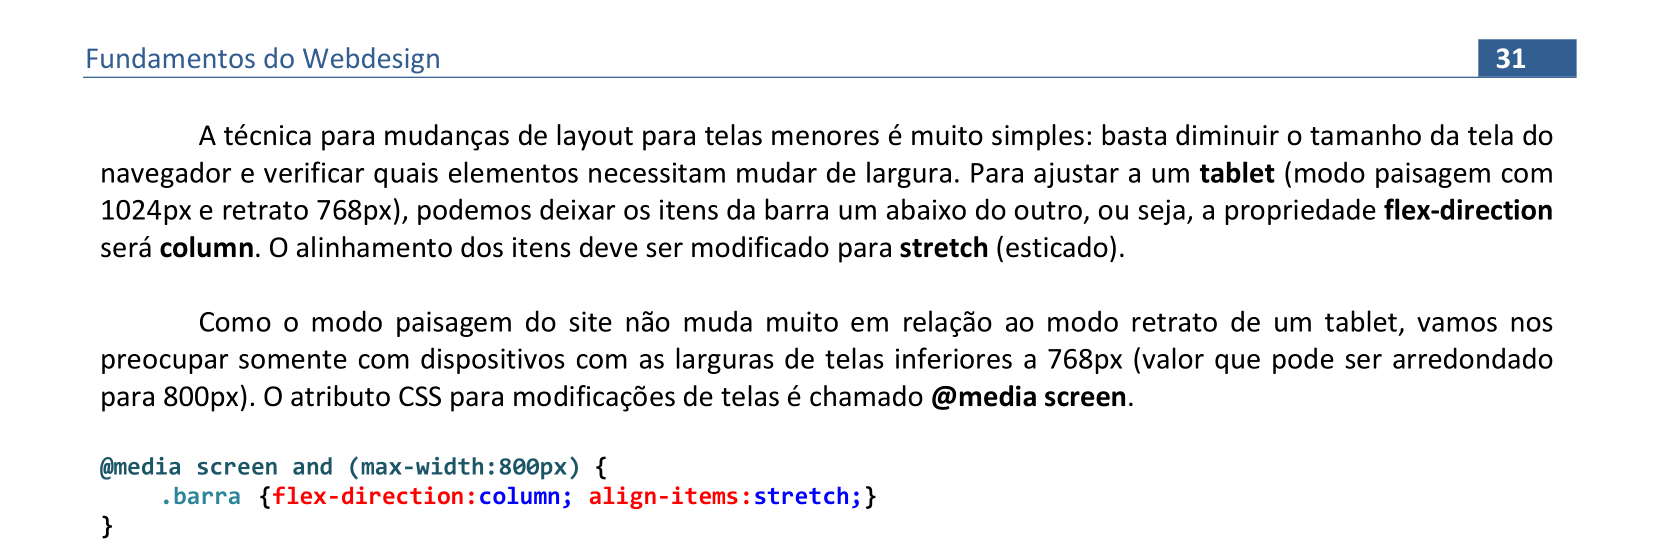 Fundamentos do Webdesign
31
A técnica para mudanças de layout para telas menores é muito simples: basta diminuir o tamanho da tela do
navegador e verificar quais elementos necessitam mudar de largura. Para ajustar a um tablet (modo paisagem com
1024px e retrato 768px), podemos deixar os itens da barra um abaixo do outro, ou seja, a propriedade flex-direction
será column. O alinhamento dos itens deve ser modificado para stretch (esticado).
Como o modo paisagem do site não muda muito em relação ao modo retrato de um tablet, vamos nos
preocupar somente com dispositivos com as larguras de telas inferiores a 768px (valor que pode ser arredondado
para 800px). O atributo CSS para modificações de telas é chamado @media screen.
@media screen and (max-width:800px) {
.barra {flex-direction:column; align-items:stretch;}
}